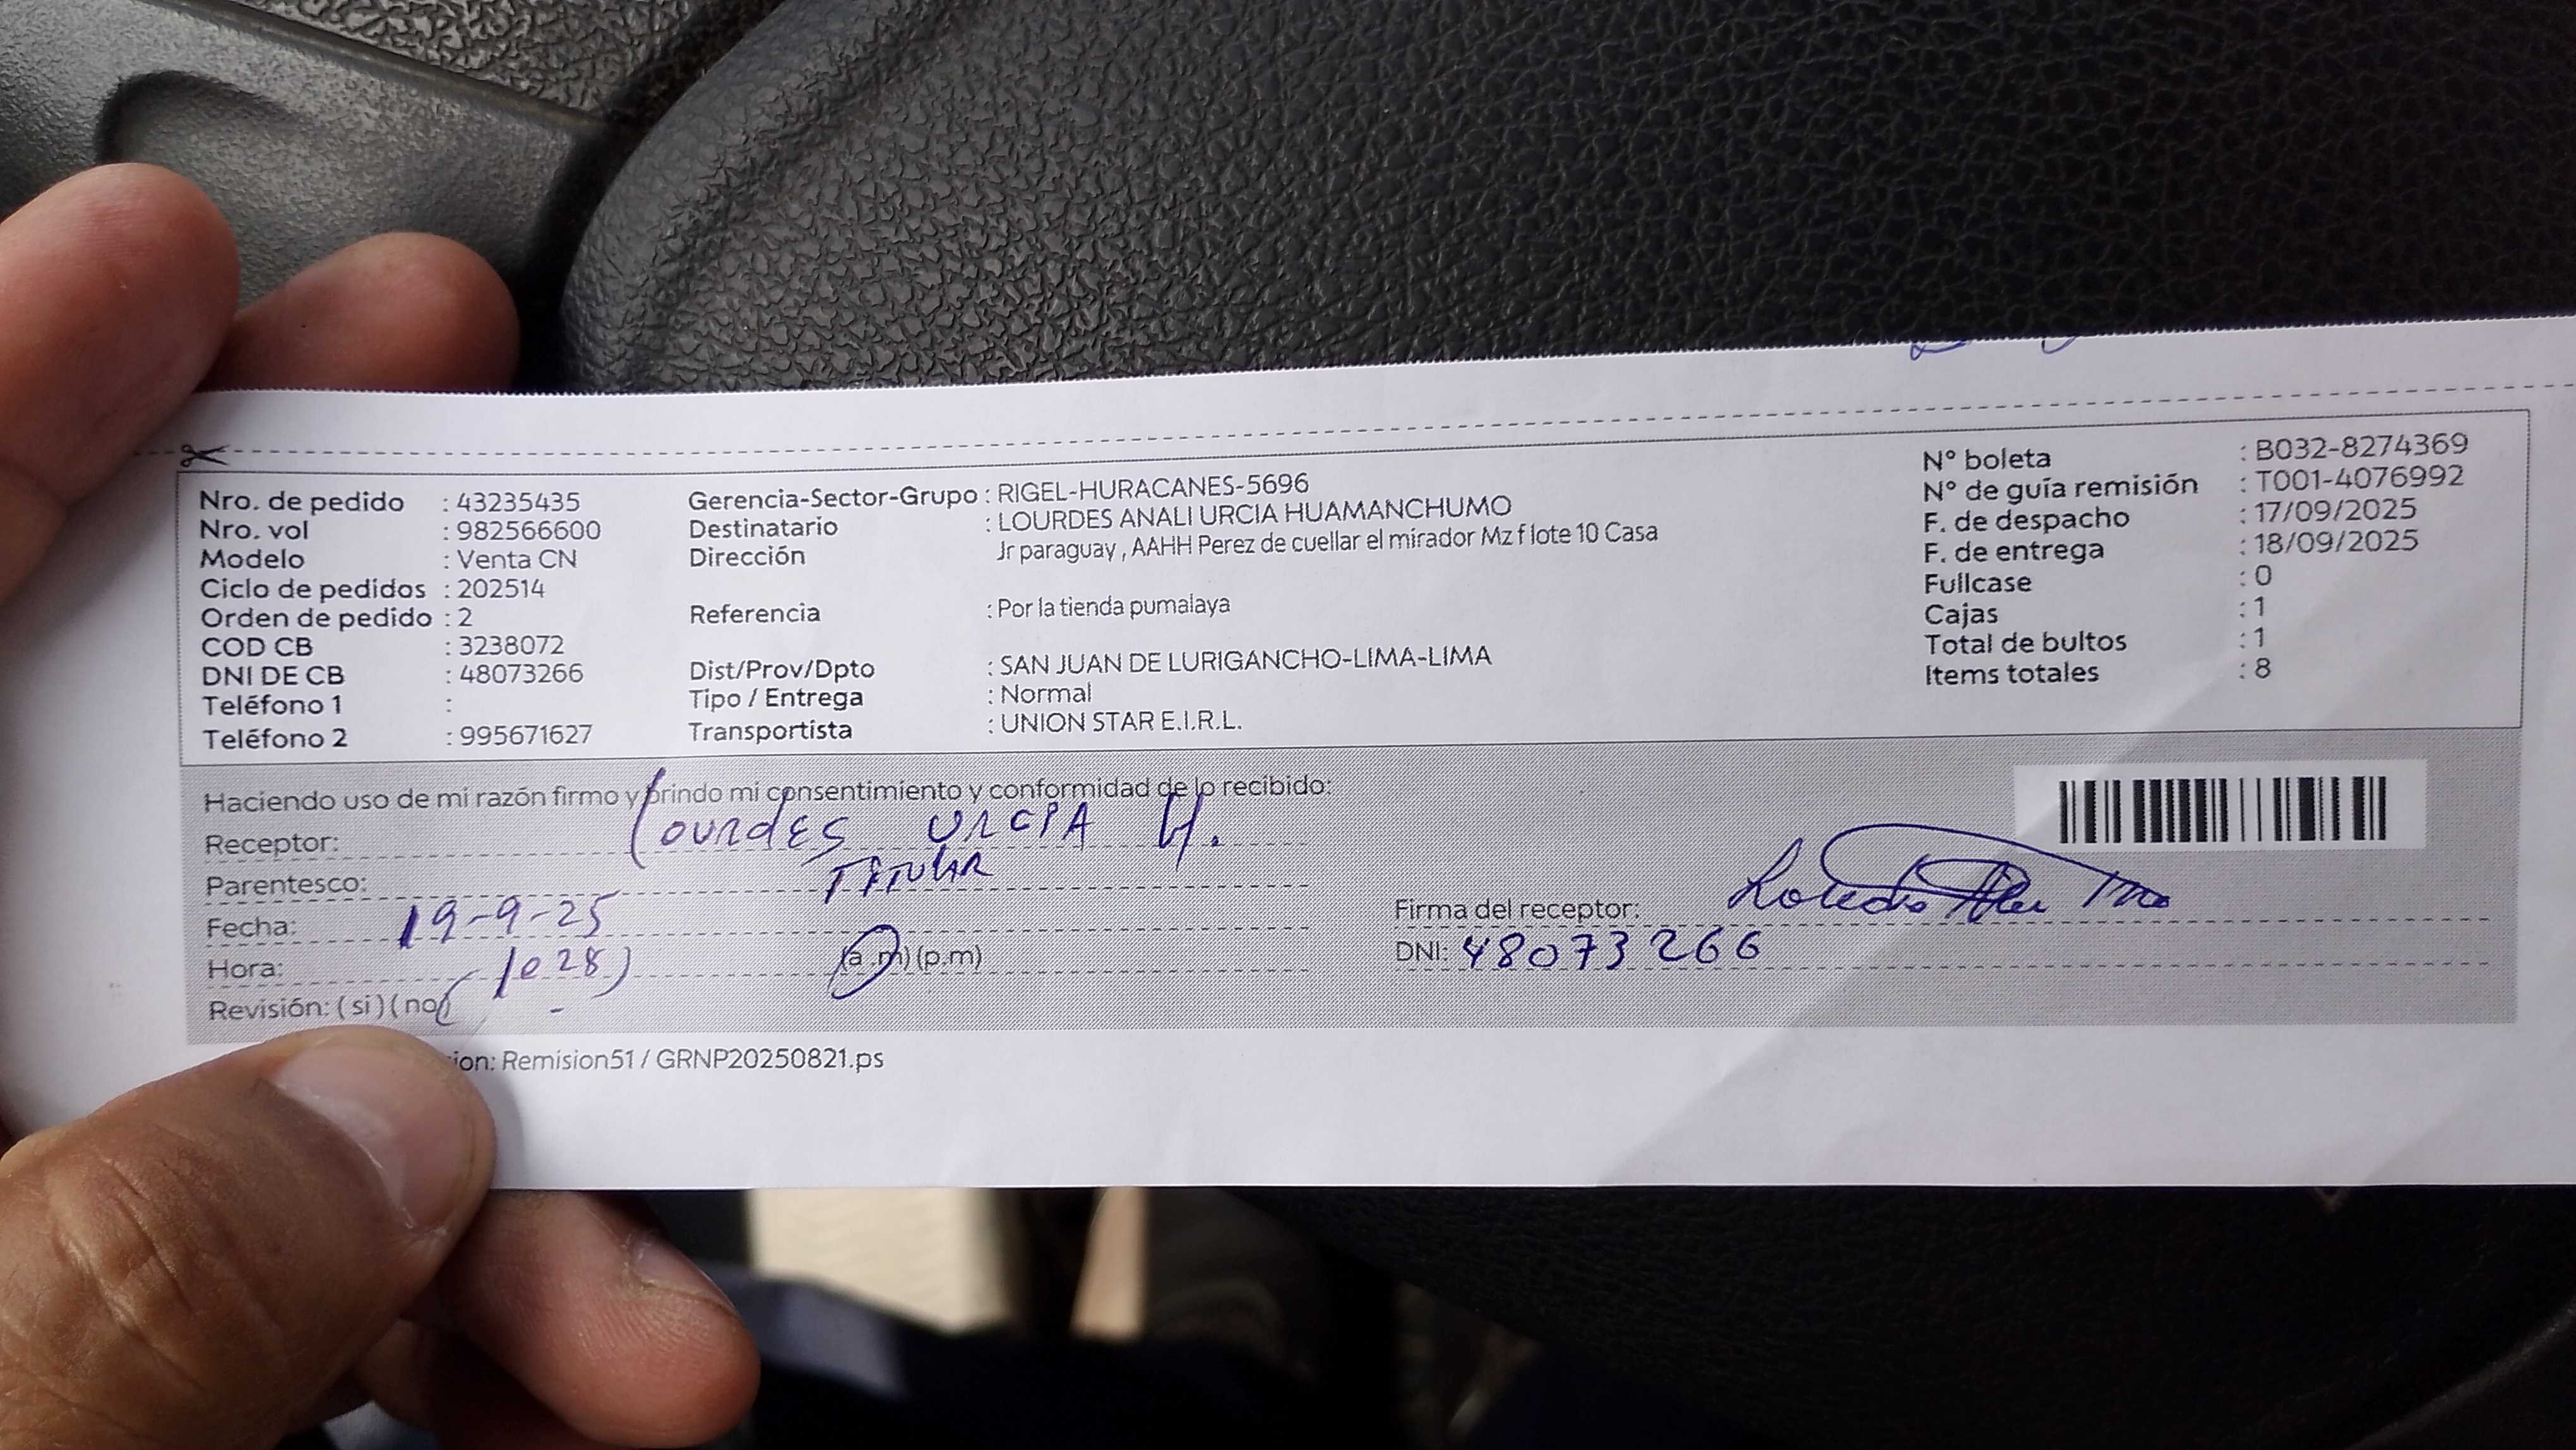 Nro. de pedido : 43235435
Nro. vol : 982566600
Modelo : Venta CN
Ciclo de pedidos : 202514
Orden de pedido : 2
COD CB : 3238072
DNI DE CB : 48073266
Teléfono 1 :
Teléfono 2 : 995671627
Gerencia-Sector-Grupo : RIGEL-HURACANES-5696
Destinatario : LOURDES ANALI URCIA HUAMANCHUMO
Dirección Jr paraguay , AAHH Perez de cuellar el mirador Mz f lote 10 Casa
Referencia : Por la tienda pumalaya
Dist/Prov/Dpto : SAN JUAN DE LURIGANCHO-LIMA-LIMA
Tipo / Entrega : Normal
Transportista : UNION STAR E.I.R.L.
N° boleta : B032-8274369
N° de guía remisión : T001-4076992
F. de despacho : 17/09/2025
F. de entrega : 18/09/2025
Fullcase : 0
Cajas : 1
Total de bultos : 1
Items totales : 8
Haciendo uso de mi razón firmo y brindo mi consentimiento y conformidad de lo recibido:
Receptor: Lourdes URCIA H.
Parentesco: TITULAR
Fecha: 19-9-25
Hora: 1028 (a.m) (p.m)
Revisión: (si) (no)
Firma del receptor:
DNI: 48073266
ion: Remision51 / GRNP20250821.ps